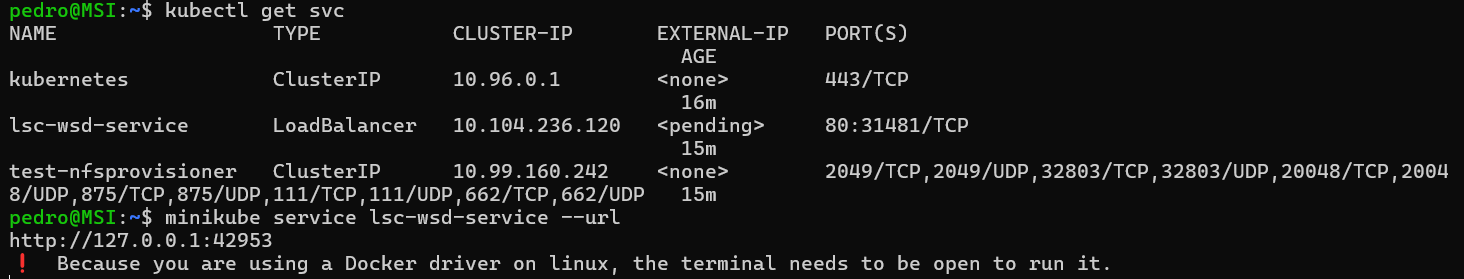 pedro@MSI:~$ kubectl get svc
NAME                  TYPE           CLUSTER-IP       EXTERNAL-IP   PORT(S)
                                                        AGE
kubernetes            ClusterIP      10.96.0.1        <none>        443/TCP
                                                        16m
lsc-wsd-service       LoadBalancer   10.104.236.120   <pending>     80:31481/TCP
                                                        15m
test-nfsprovisioner   ClusterIP      10.99.160.242    <none>        2049/TCP,2049/UDP,32803/TCP,32803/UDP,20048/TCP,2004
8/UDP,875/TCP,875/UDP,111/TCP,111/UDP,662/TCP,662/UDP   15m
pedro@MSI:~$ minikube service lsc-wsd-service --url
http://127.0.0.1:42953
❗  Because you are using a Docker driver on linux, the terminal needs to be open to run it.